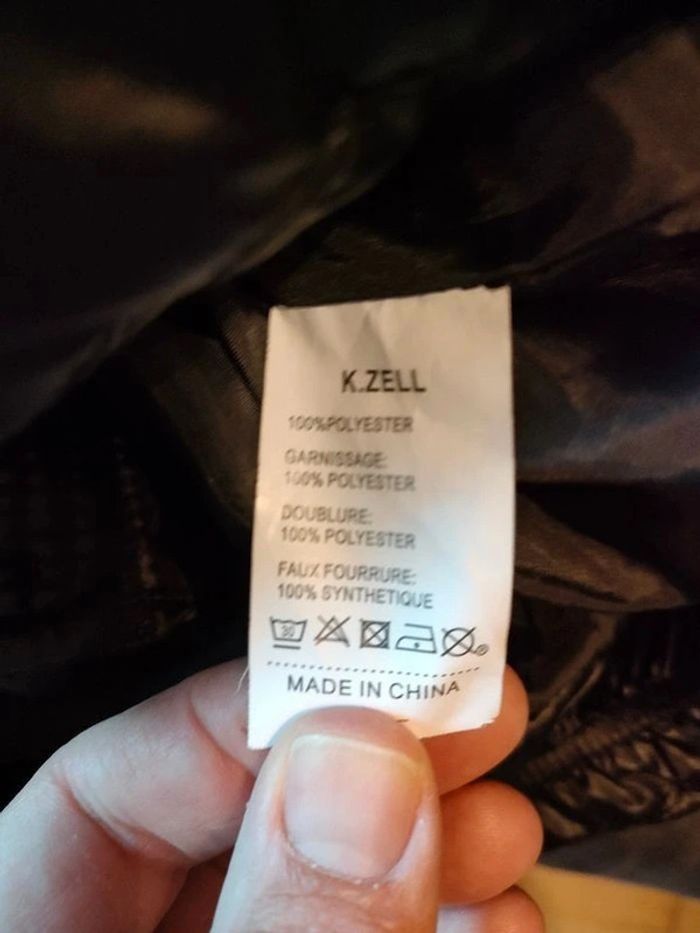 K.ZELL
100%POLYESTER
GARNISSAGE:
100% POLYESTER
DOUBLURE:
100% POLYESTER
FAUX FOURRURE:
100% SYNTHETIQUE
30
MADE IN CHINA